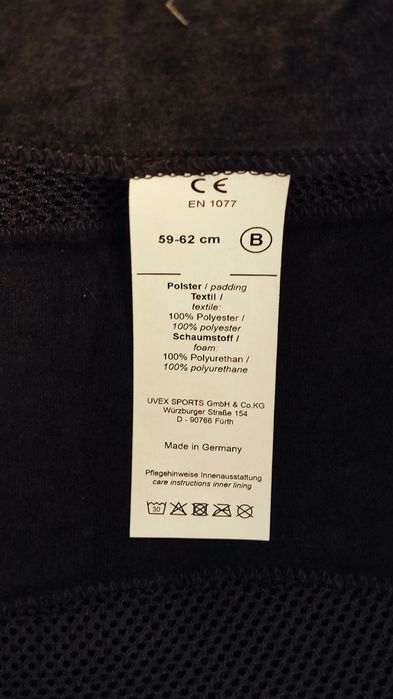 CE
EN 1077
59-62 cm B
Polster / padding
Textil /
textile:
100% Polyester /
100% polyester
Schaumstoff /
foam:
100% Polyurethan /
100% polyurethane
UVEX SPORTS GmbH & Co.KG
Würzburger Straße 154
D - 90766 Fürth
Made in Germany
Pflegehinweise Innenausstattung
care instructions inner lining
30